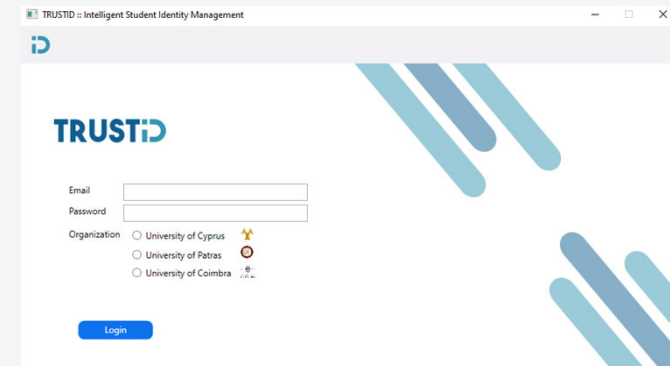 TRUSTID :: Intelligent Student Identity Management
iD
TRUSTiD
Email
Password
Organization
University of Cyprus
University of Patras
University of Coimbra
Login